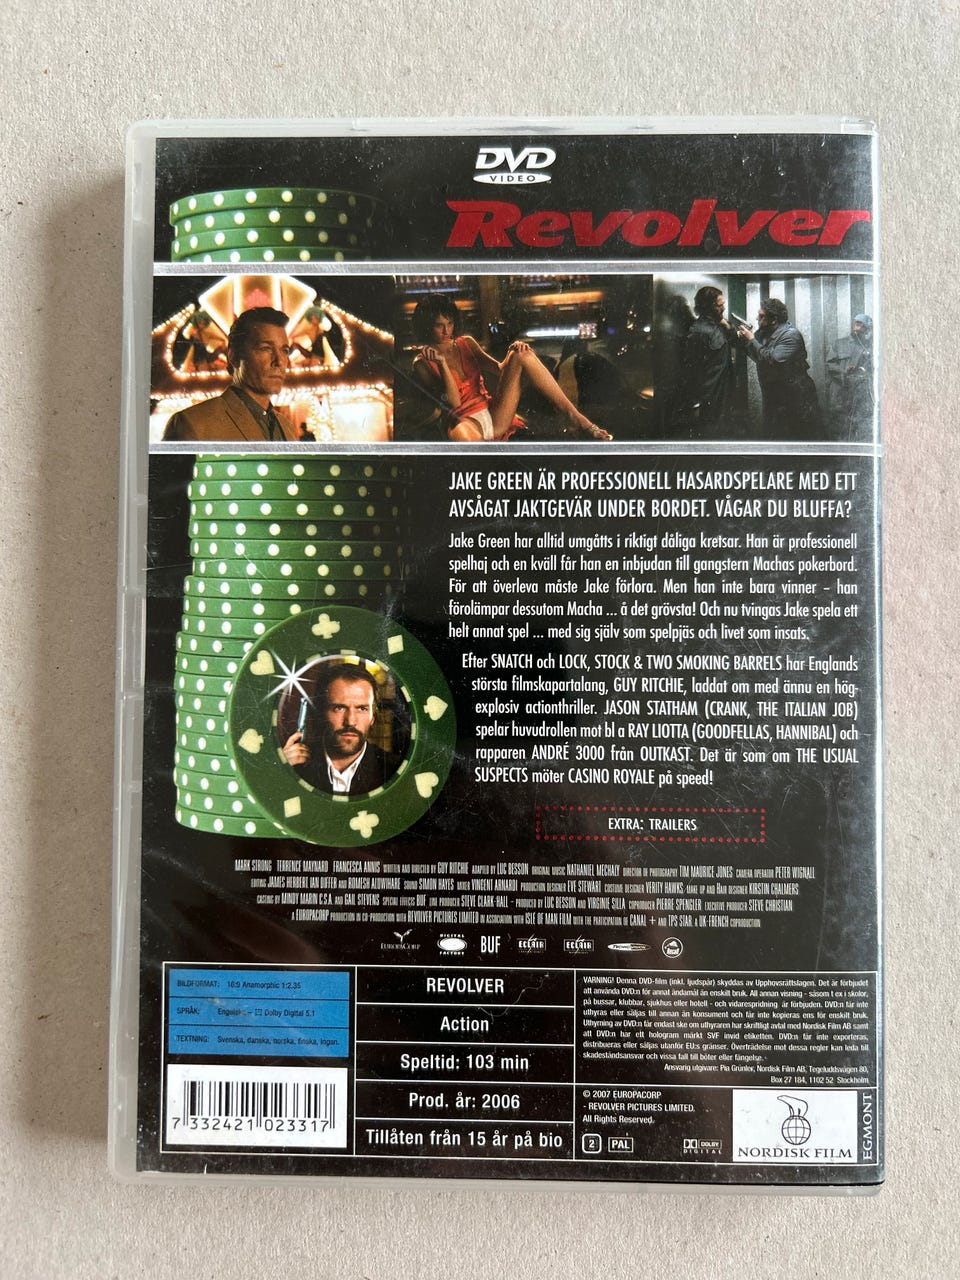 DVD
VIDEO
Revolver
JAKE GREEN ÄR PROFESSIONELL HASARDSPELARE MED ETT
AVSÅGAT JAKTGEVÄR UNDER BORDET. VÅGAR DU BLUFFA?
Jake Green har alltid umgåtts i riktigt dåliga kretsar. Han är professionell
spelhaj och en kväll får han en inbjudan till gangstern Machas pokerbord.
För att överleva måste Jake förlora. Men han inte bara vinner – han
förolämpar dessutom Macha ... å det grövsta! Och nu tvingas Jake spela ett
helt annat spel ... med sig själv som spelpjäs och livet som insats.
Efter SNATCH och LOCK, STOCK & TWO SMOKING BARRELS har Englands
största filmskapartalang, GUY RITCHIE, laddat om med ännu en hög-
explosiv actionthriller. JASON STATHAM (CRANK, THE ITALIAN JOB)
spelar huvudrollen mot bl a RAY LIOTTA (GOODFELLAS, HANNIBAL) och
rapparen ANDRÉ 3000 från OUTKAST. Det är som om THE USUAL
SUSPECTS möter CASINO ROYALE på speed!
EXTRA: TRAILERS
MARK STRONG TERRENCE MAYNARD FRANCESCA ANNIS WRITTEN AND DIRECTED BY GUY RITCHIE ADAPTED BY LUC BESSON ORIGINAL MUSIC NATHANIEL MECHALY DIRECTOR OF PHOTOGRAPHY TIM MAURICE JONES CAMERA OPERATOR PETER WIGNALL
EDITING JAMES HERBERT IAN DIFFER AND ROMESH ALUWIHARE SOUND SIMON HAYES MIXER VINCENT ARNARDI PRODUCTION DESIGNER EVE STEWART COSTUME DESIGNER VERITY HAWKS MAKE UP AND HAIR DESIGNER KIRSTIN CHALMERS
CASTING BY MINDY MARIN C.S.A. AND GAIL STEVENS SPECIAL EFFECTS BUF LINE PRODUCER STEVE CLARK-HALL - PRODUCED BY LUC BESSON AND VIRGINIE SILLA COPRODUCER PIERRE SPENGLER EXECUTIVE PRODUCER STEVE CHRISTIAN
A EUROPACORP PRODUCTION IN CO-PRODUCTION WITH REVOLVER PICTURES LIMITED IN ASSOCIATION WITH ISLE OF MAN FILM WITH THE PARTICIPATION OF CANAL + AND TPS STAR. A UK-FRENCH COPRODUCTION
EUROPACORP DIGITAL FACTORY BUF ECLAIR ECLAIR
BILDFORMAT: 16:9 Anamorphic 1:2.35
SPRÅK: Engelska – Dolby Digital 5.1
TEXTNING: Svenska, danska, norska, finska, ingen.
7 332421 023317
REVOLVER
Action
Speltid: 103 min
Prod. år: 2006
Tillåten från 15 år på bio
VARNING! Denna DVD-film (inkl. ljudspår) skyddas av Upphovsrättslagen. Det är förbjudet
att använda DVD:n för annat ändamål än enskilt bruk. All annan visning - såsom t ex i skolor,
på bussar, klubbar, sjukhus eller hotell - och vidarespridning är förbjuden. DVD:n får inte
uthyras eller säljas till annan än konsument och får inte kopieras ens för enskilt bruk.
Uthyrning av DVD:n får endast ske om uthyraren har skriftligt avtal med Nordisk Film AB samt
att DVD:n har ett hologram märkt SVF invid etiketten. DVD:n får inte exporteras,
distribueras eller säljas utanför EU:s gränser. Överträdelse mot dessa regler kan leda till
skadeståndsansvar och vissa fall till böter eller fängelse.
Ansvarig utgivare: Pia Grünler, Nordisk Film AB, Tegeluddsvägen 80,
Box 27 184, 1102 52 Stockholm.
© 2007 EUROPACORP
- REVOLVER PICTURES LIMITED.
All Rights Reserved.
2 PAL DOLBY DIGITAL
NORDISK FILM
EGMONT